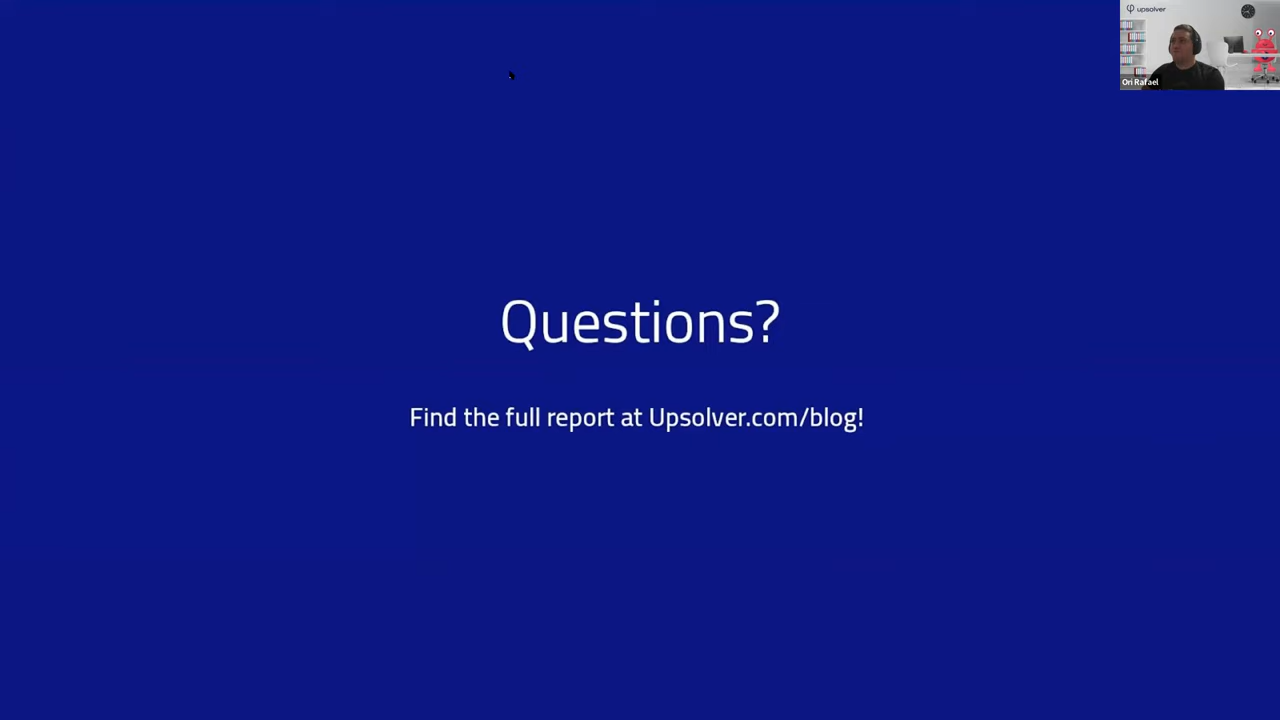 upsolver
Ori Rafael
Questions?
Find the full report at Upsolver.com/blog!